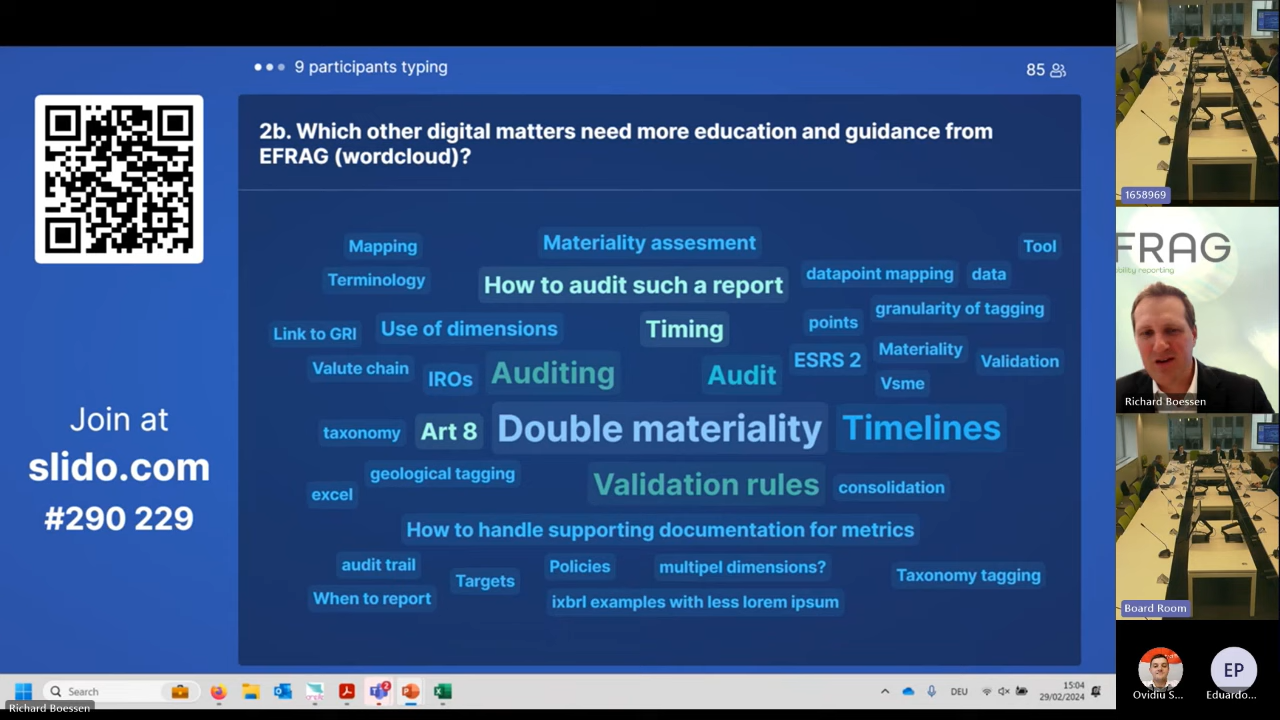 9 participants typing
85
2b. Which other digital matters need more education and guidance from
EFRAG (wordcloud)?
Mapping
Materiality assesment
Tool
Terminology
How to audit such a report
datapoint mapping
data
granularity of tagging
Link to GRI
Use of dimensions
Timing
points
Valute chain
IROs
Auditing
Audit
ESRS 2
Materiality
Validation
Vsme
taxonomy
Art 8
Double materiality
Timelines
geological tagging
excel
Validation rules
consolidation
How to handle supporting documentation for metrics
audit trail
Targets
Policies
multipel dimensions?
Taxonomy tagging
When to report
ixbrl examples with less lorem ipsum
Join at
slido.com
#290 229
1658969
FRAG
Richard Boessen
Board Room
EP
Ovidiu S...
Eduardo...
Search
DEU
15:04
29/02/2024
Richard Boessen